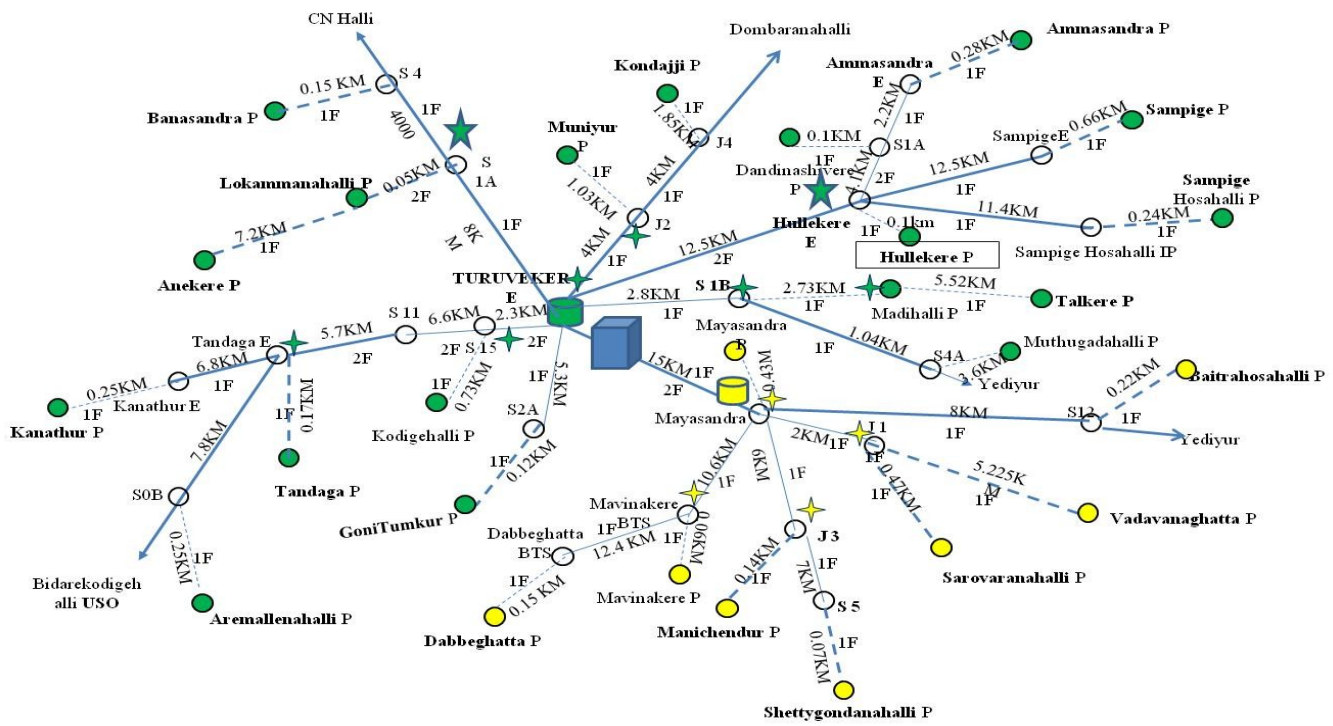 CN Halli
Dombaranahalli
S 4
0.15 KM
1F
Banasandra P
1F
4000
Kondajji P
1F
1.85KM
J4
Ammasandra
E
0.28KM
1F
Ammasandra P
2.2KM
1F
Sampige P
0.66KM
1F
SampigeE
Muniyur
P
1F
1.03KM
4KM
1F
J2
0.1KM
1F
S1A
Dandinashivere
P
4.1KM
2F
12.5KM
1F
S
1A
Lokammanahalli P
0.05KM
2F
7.2KM
1F
Anekere P
8K
M
1F
4KM
1F
Hullekere
E
0.1km
1F
Hullekere P
11.4KM
1F
Sampige
Hosahalli P
0.24KM
1F
Sampige Hosahalli IP
12.5KM
2F
TURUVEKERE
E
2.8KM
1F
S 1B
Mayasandra
P
2.73KM
1F
Madihalli P
5.52KM
1F
Talkere P
S 11
6.6KM
2F
2.3KM
S 15
2F
5.7KM
2F
Tandaga E
6.8KM
1F
0.25KM
1F
Kanathur E
Kanathur P
1F
0.17KM
Tandaga P
1F
0.73KM
Kodigehalli P
5.3KM
1F
S2A
1F
0.12KM
GoniTumkur P
1.04KM
1F
S4A
3.6KM
Muthugadahalli P
Yediyur
15KM
1F
2F
0.43M
Mayasandra
8KM
1F
S12
0.22KM
1F
Baitrahosahalli P
Yediyur
2KM
1F
J1
1F
1F
0.47KM
Sarovaranahalli P
5.225K
M
1F
Vadavanaghatta P
7.8KM
S0B
0.25KM
1F
Aremallenahalli P
Bidarekodigeh
alli USO
10.6KM
1F
Mavinakere
BTS
1F
0.06KM
Mavinakere P
1F
12.4 KM
Dabbeghatta
BTS
1F
0.15 KM
Dabbeghatta P
6KM
1F
J3
0.14KM
1F
Manichendur P
7KM
1F
S 5
1F
0.07KM
Shettygondanahalli P